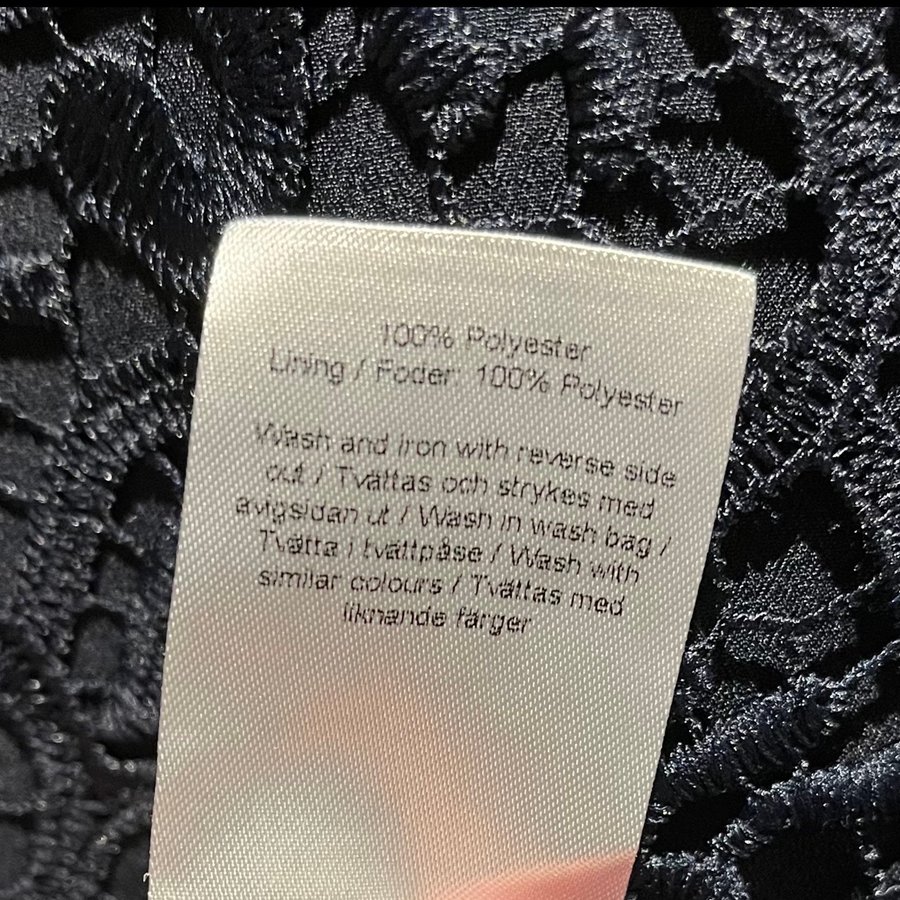 100% Polyester
Lining / Foder: 100% Polyester
Wash and iron with reverse side
out / Tvättas och strykes med
avigsidan ut / Wash in wash bag /
Tvätta i tvättpåse / Wash with
similar colours / Tvättas med
liknande färger